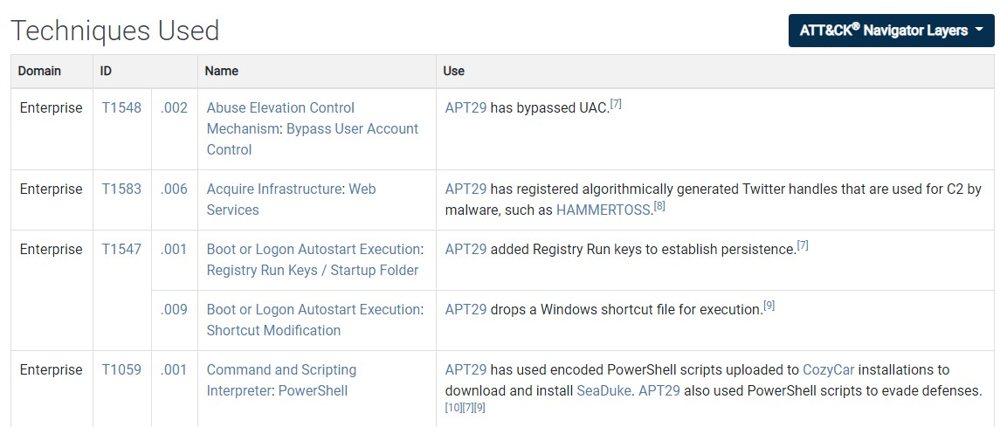 Techniques Used
ATT&CK® Navigator Layers
Domain ID Name Use
Enterprise T1548 .002 Abuse Elevation Control
Mechanism: Bypass User Account
Control
APT29 has bypassed UAC.[7]
Enterprise T1583 .006 Acquire Infrastructure: Web
Services
APT29 has registered algorithmically generated Twitter handles that are used for C2 by
malware, such as HAMMERTOSS.[8]
Enterprise T1547 .001 Boot or Logon Autostart Execution:
Registry Run Keys / Startup Folder
APT29 added Registry Run keys to establish persistence.[7]
.009 Boot or Logon Autostart Execution:
Shortcut Modification
APT29 drops a Windows shortcut file for execution.[9]
Enterprise T1059 .001 Command and Scripting
Interpreter: PowerShell
APT29 has used encoded PowerShell scripts uploaded to CozyCar installations to
download and install SeaDuke. APT29 also used PowerShell scripts to evade defenses.
[10][7][9]